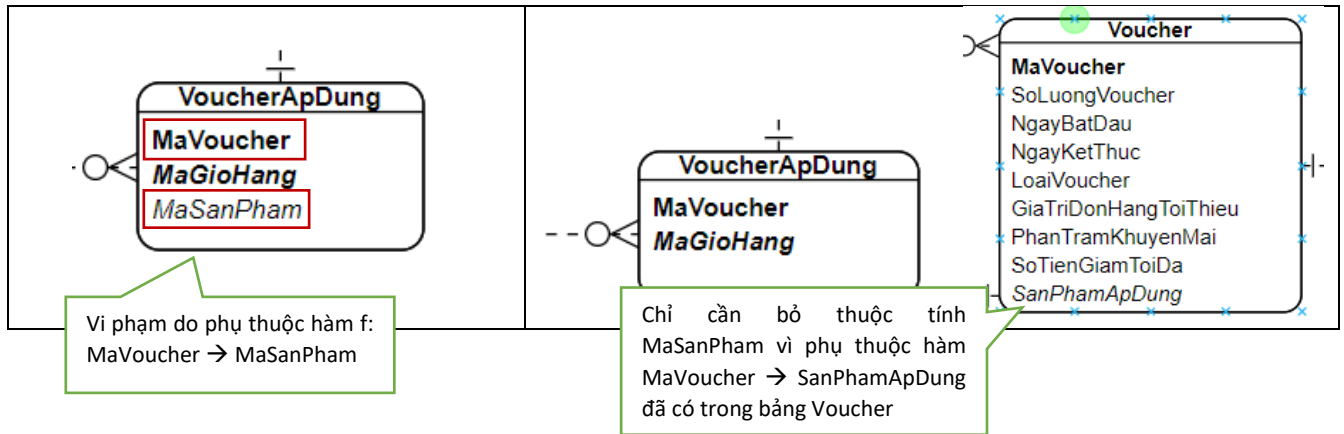 VoucherApDung
MaVoucher
MaGioHang
MaSanPham
Vi phạm do phụ thuộc hàm f:
MaVoucher → MaSanPham
VoucherApDung
MaVoucher
MaGioHang
Voucher
MaVoucher
SoLuongVoucher
NgayBatDau
NgayKetThuc
LoaiVoucher
GiaTriDonHangToiThieu
PhanTramKhuyenMai
SoTienGiamToiDa
SanPhamApDung
Chỉ cần bỏ thuộc tính
MaSanPham vì phụ thuộc hàm
MaVoucher → SanPhamApDung
đã có trong bảng Voucher